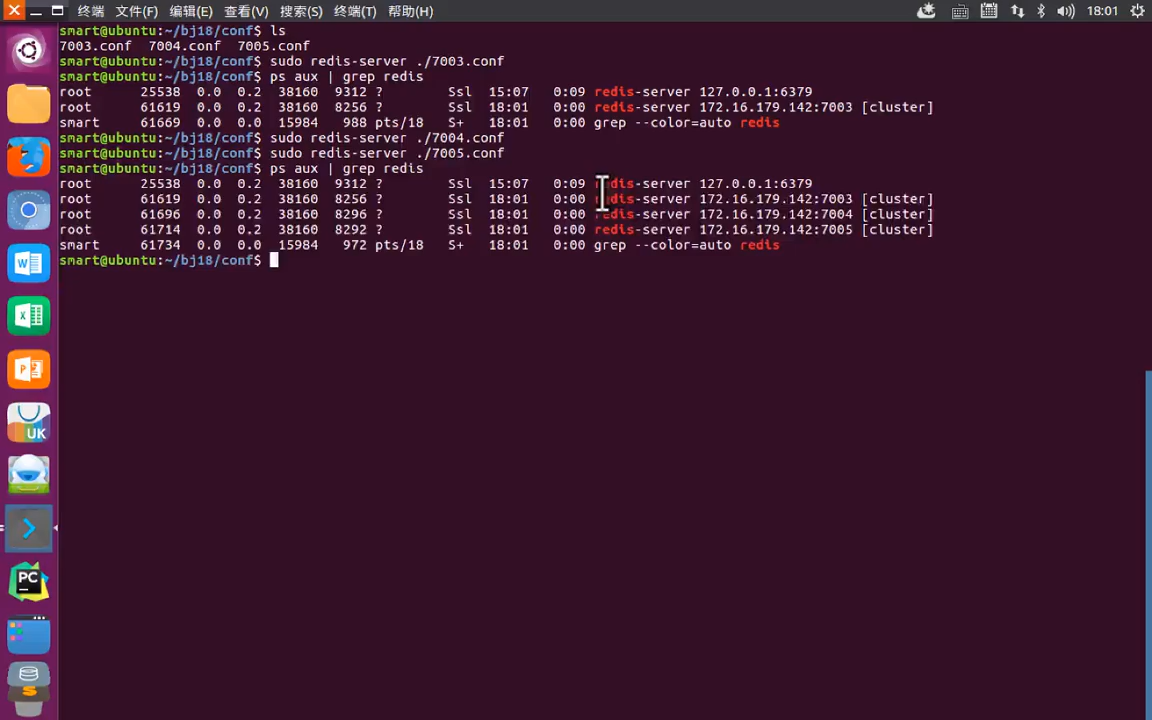 终端 文件(F) 编辑(E) 查看(V) 搜索(S) 终端(T) 帮助(H) 18:01
smart@ubuntu:~/bj18/conf$ ls
7003.conf  7004.conf  7005.conf
smart@ubuntu:~/bj18/conf$ sudo redis-server ./7003.conf
smart@ubuntu:~/bj18/conf$ ps aux | grep redis
root      25538  0.0  0.2  38160  9312 ?        Ssl  15:07   0:09 redis-server 127.0.0.1:6379
root      61619  0.0  0.2  38160  8256 ?        Ssl  18:01   0:00 redis-server 172.16.179.142:7003 [cluster]
smart     61669  0.0  0.0  15984   988 pts/18   S+   18:01   0:00 grep --color=auto redis
smart@ubuntu:~/bj18/conf$ sudo redis-server ./7004.conf
smart@ubuntu:~/bj18/conf$ sudo redis-server ./7005.conf
smart@ubuntu:~/bj18/conf$ ps aux | grep redis
root      25538  0.0  0.2  38160  9312 ?        Ssl  15:07   0:09 redis-server 127.0.0.1:6379
root      61619  0.0  0.2  38160  8256 ?        Ssl  18:01   0:00 redis-server 172.16.179.142:7003 [cluster]
root      61696  0.0  0.2  38160  8296 ?        Ssl  18:01   0:00 redis-server 172.16.179.142:7004 [cluster]
root      61714  0.0  0.2  38160  8292 ?        Ssl  18:01   0:00 redis-server 172.16.179.142:7005 [cluster]
smart     61734  0.0  0.0  15984   972 pts/18   S+   18:01   0:00 grep --color=auto redis
smart@ubuntu:~/bj18/conf$
W
X
P
UK
PC
S